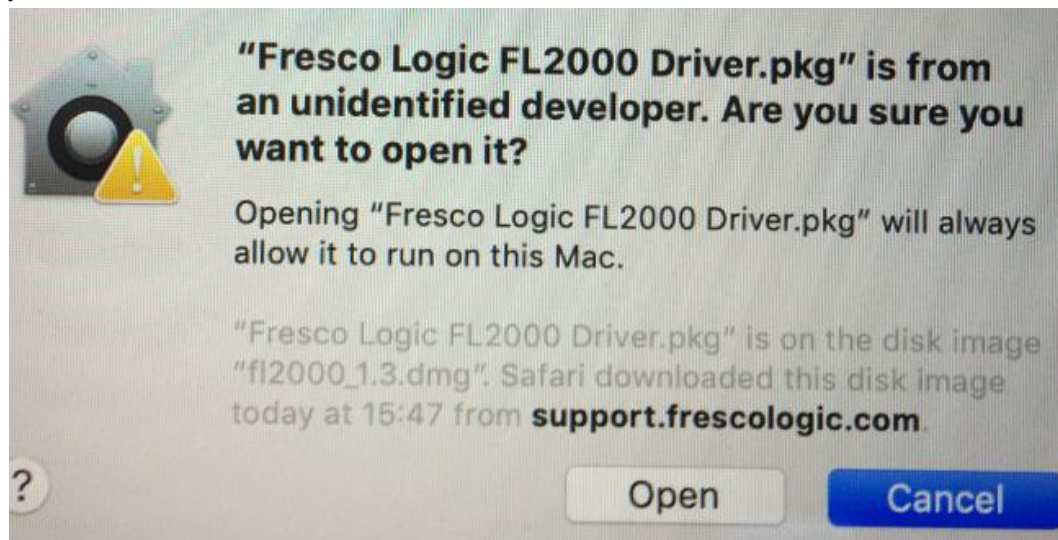 "Fresco Logic FL2000 Driver.pkg" is from
an unidentified developer. Are you sure you
want to open it?
Opening "Fresco Logic FL2000 Driver.pkg" will always
allow it to run on this Mac.
"Fresco Logic FL2000 Driver.pkg" is on the disk image
"fl2000_1.3.dmg". Safari downloaded this disk image
today at 15:47 from support.frescologic.com.
?
Open
Cancel